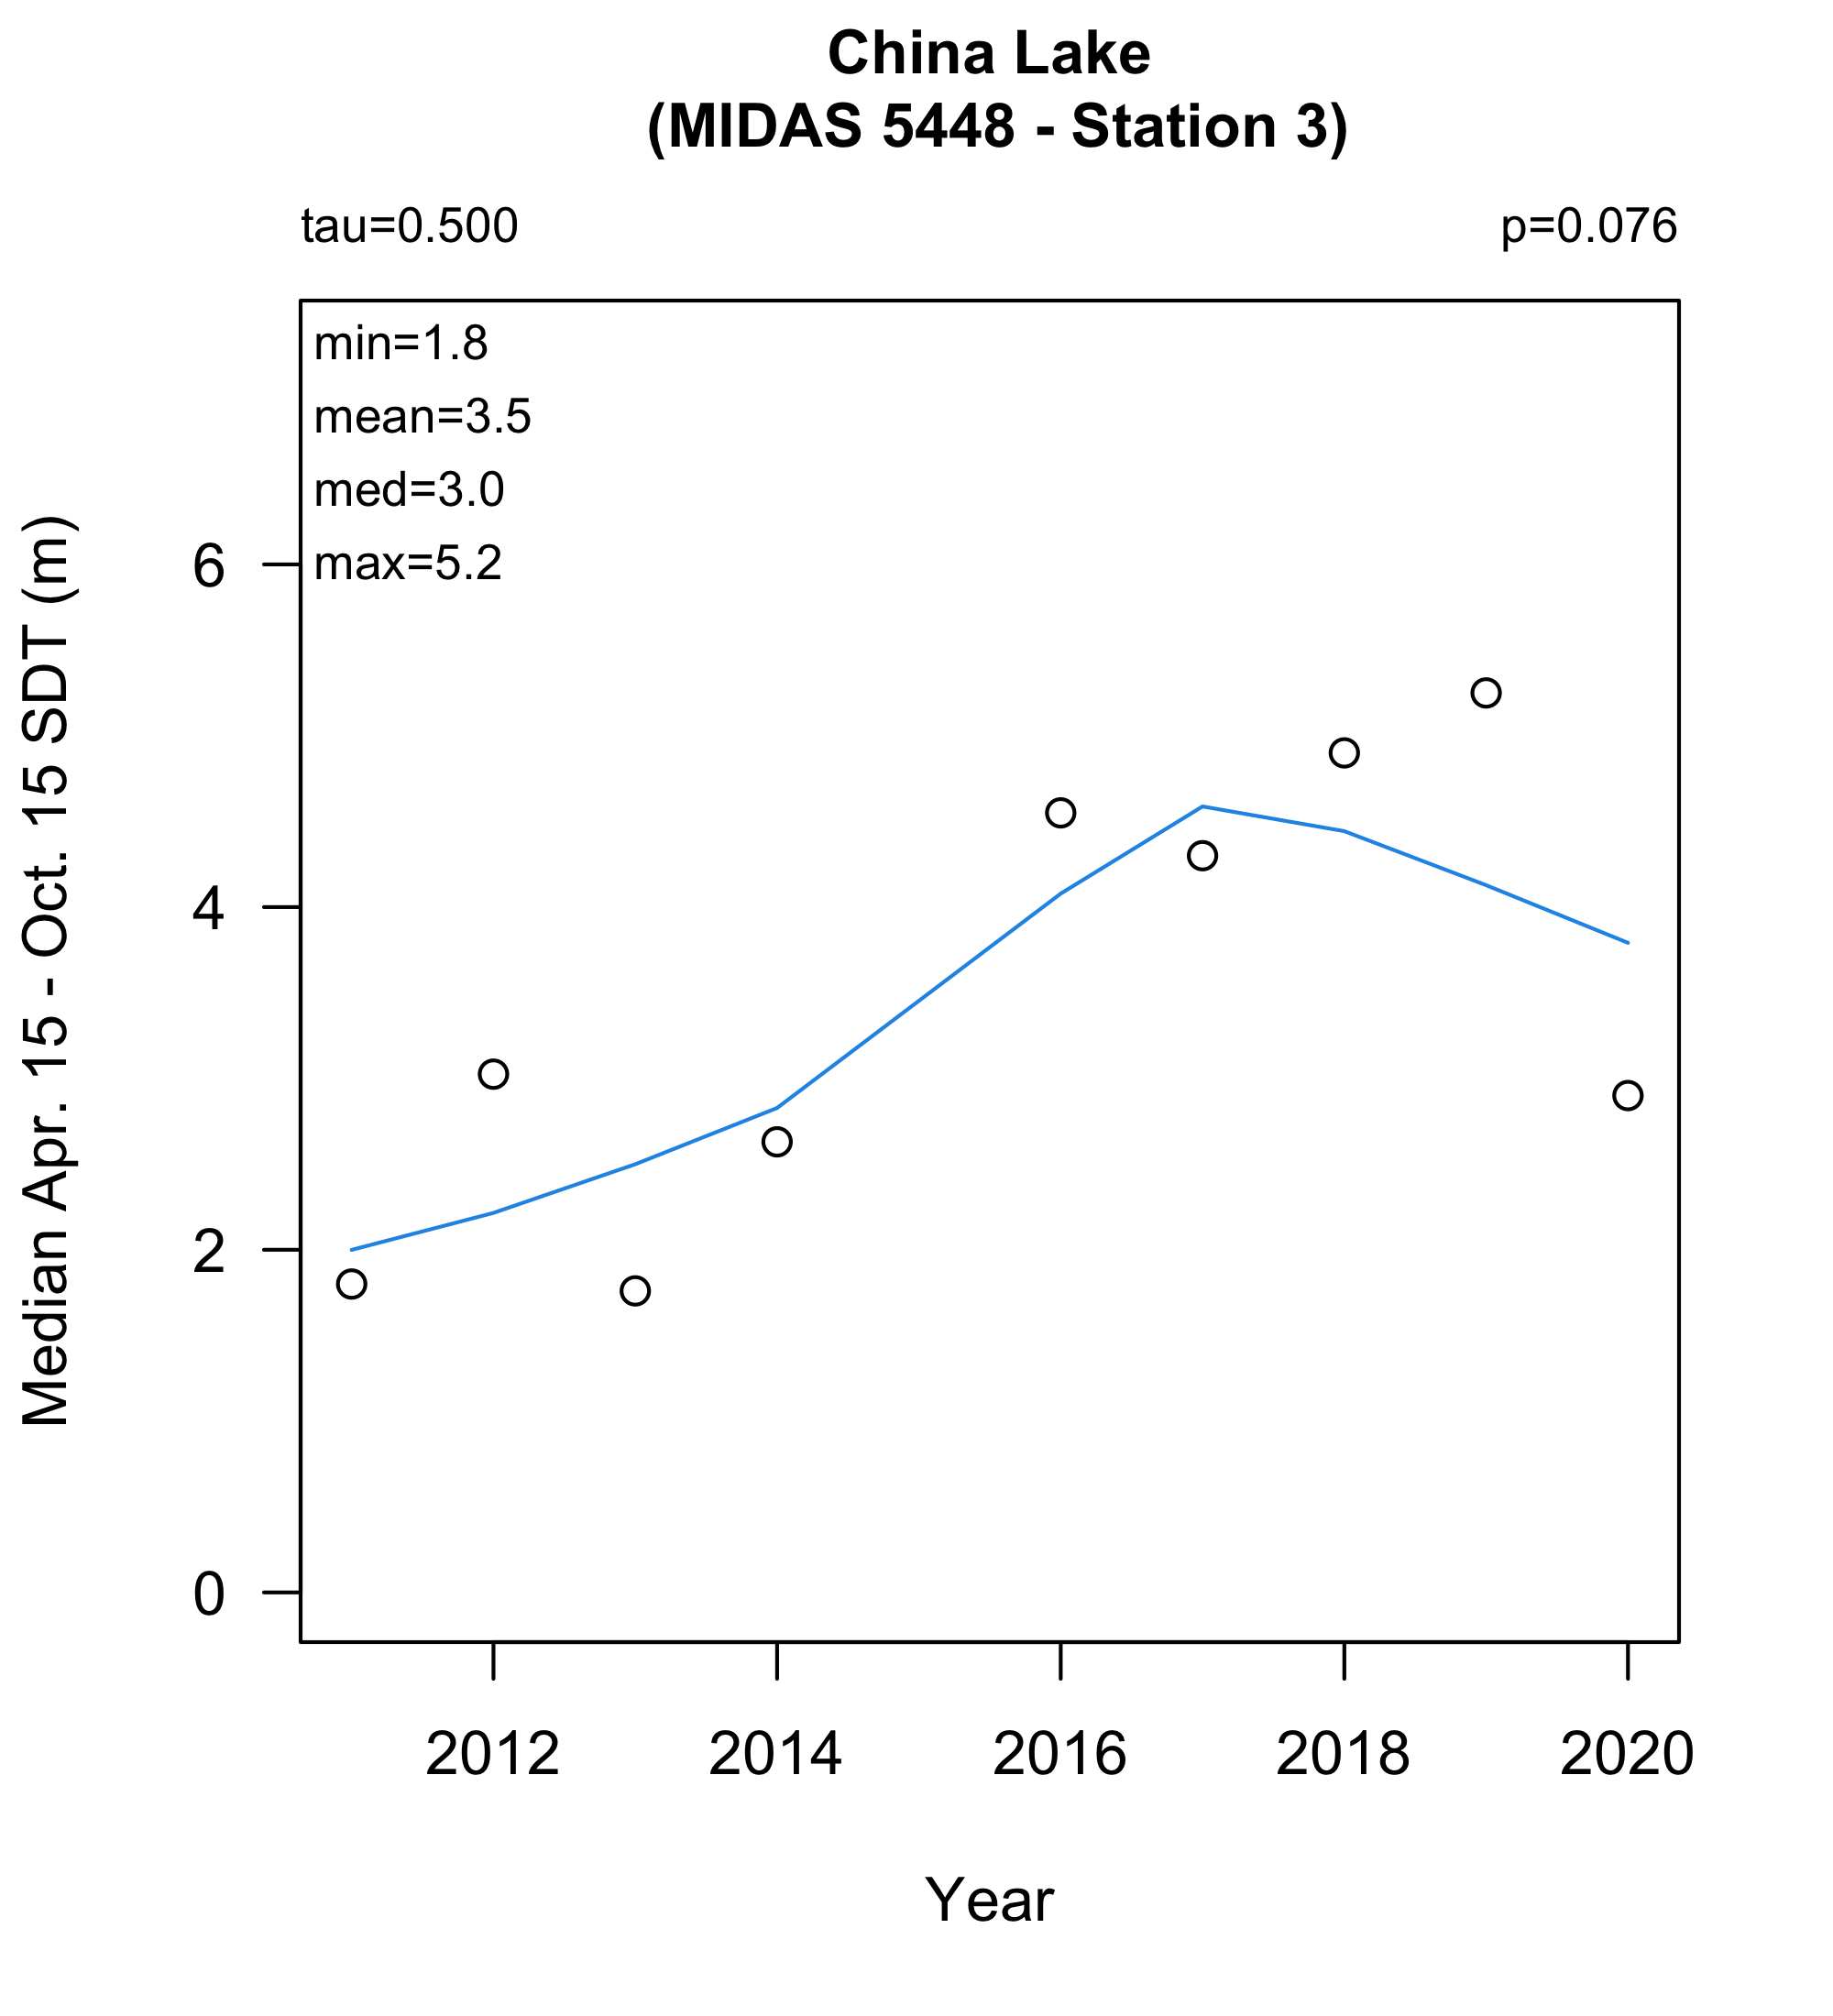 China Lake
(MIDAS 5448 - Station 3)
tau=0.500
p=0.076
min=1.8
mean=3.5
med=3.0
max=5.2
Median Apr. 15 - Oct. 15 SDT (m)
6
4
2
0
2012
2014
2016
2018
2020
Year